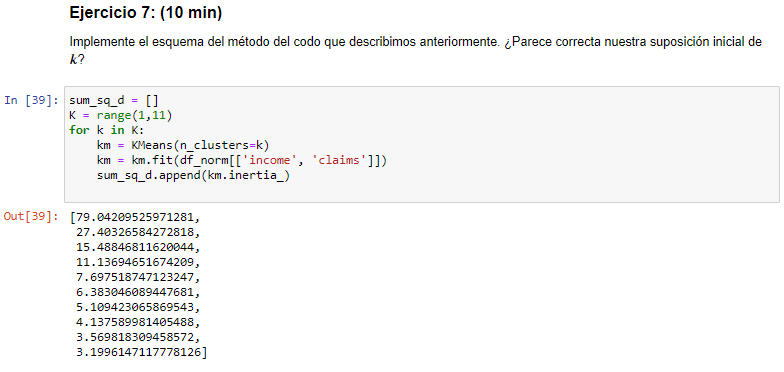 Ejercicio 7: (10 min)
Implemente el esquema del método del codo que describimos anteriormente. ¿Parece correcta nuestra suposición inicial de
k?
In [39]: sum_sq_d = []
K = range(1,11)
for k in K:
    km = KMeans(n_clusters=k)
    km = km.fit(df_norm[['income', 'claims']])
    sum_sq_d.append(km.inertia_)
Out[39]: [79.04209525971281,
27.40326584272818,
15.48846811620044,
11.13694651674209,
7.697518747123247,
6.383046089447681,
5.109423065869543,
4.137589981405488,
3.569818309458572,
3.1996147117778126]